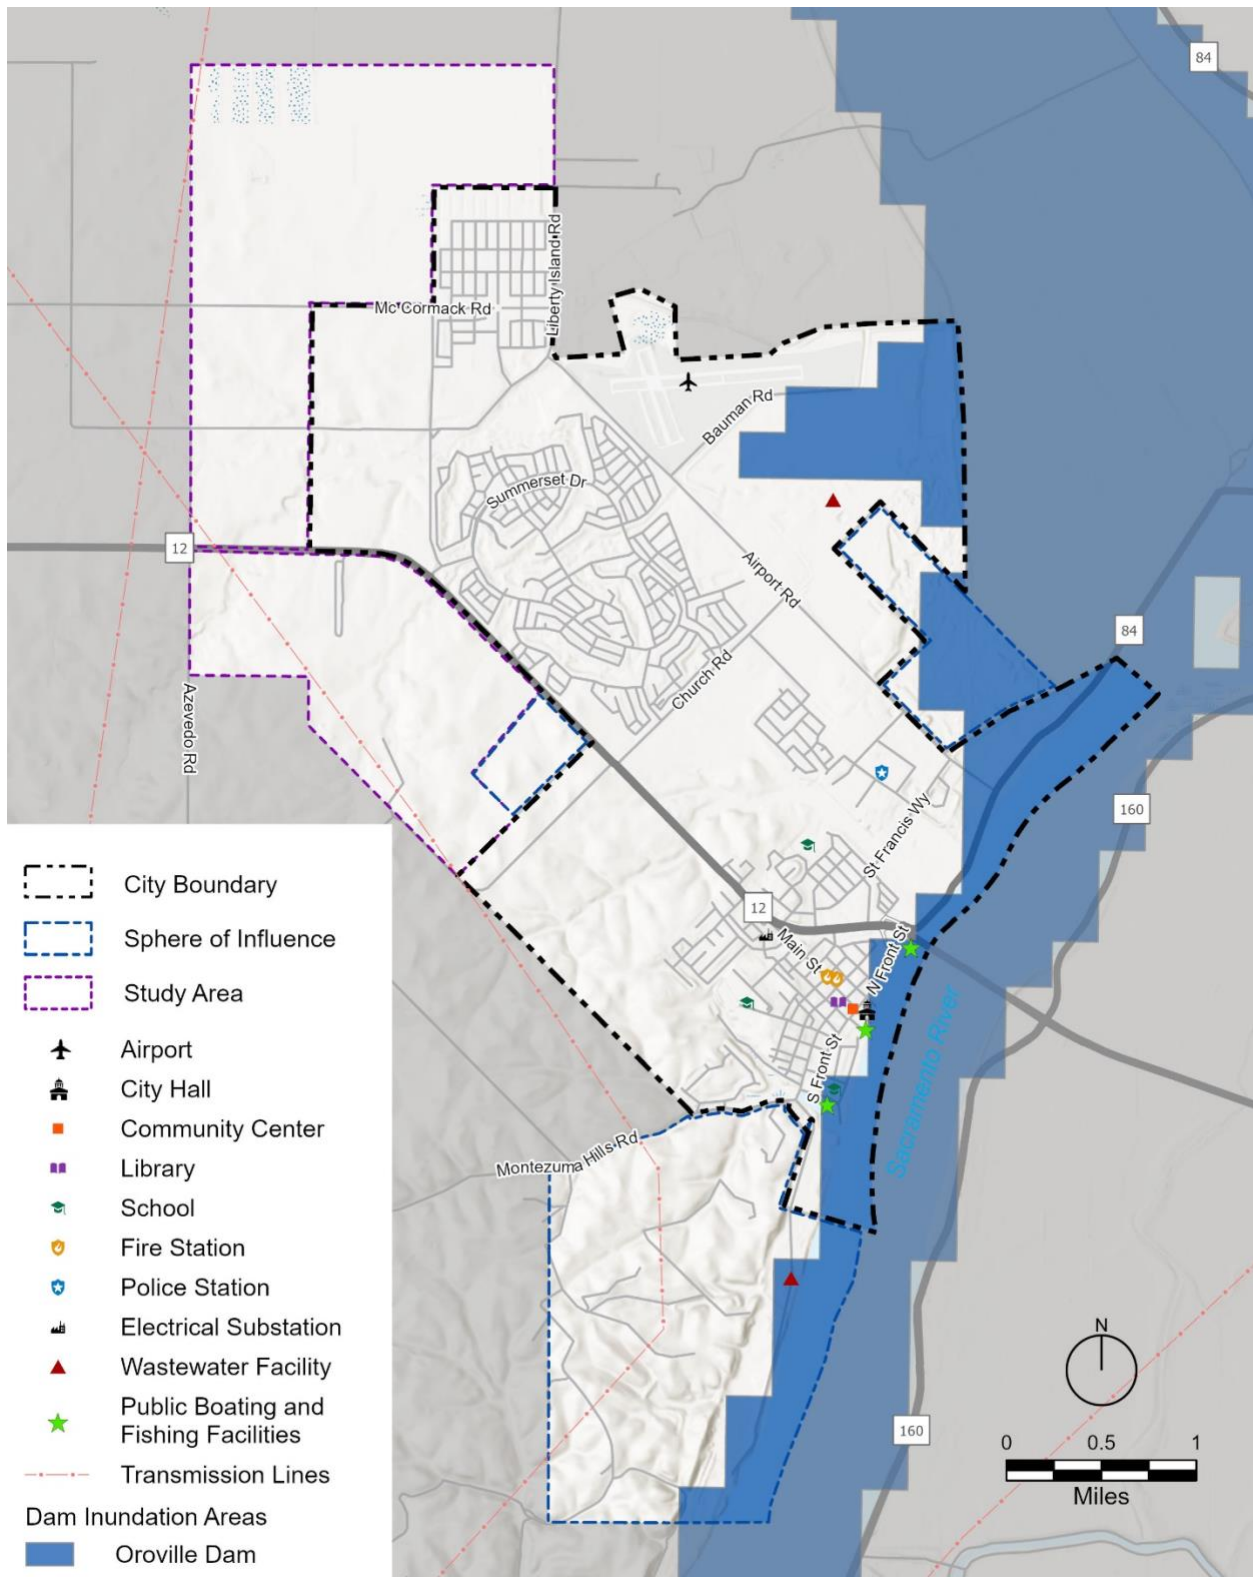 84
Liberty Island Rd
Mc Cormack Rd
Bauman Rd
Summerset Dr
12
Airport Rd
84
Church Rd
Azevedo Rd
160
St Francis Wy
12
Main St
N Front St
Sacramento River
S Front St
Montezuma Hills Rd
160
City Boundary
Sphere of Influence
Study Area
Airport
City Hall
Community Center
Library
School
Fire Station
Police Station
Electrical Substation
Wastewater Facility
Public Boating and
Fishing Facilities
Transmission Lines
Dam Inundation Areas
Oroville Dam
N
0 0.5 1
Miles